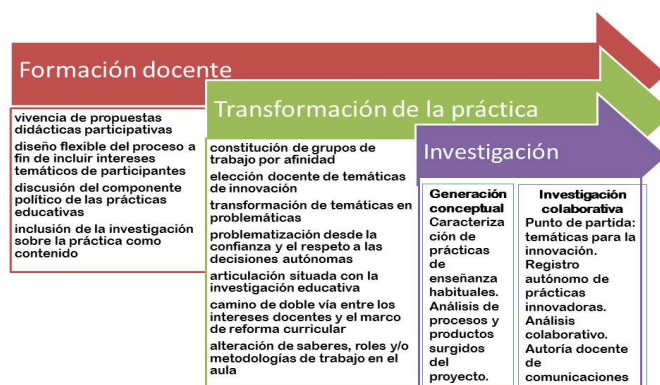 Formación docente
vivencia de propuestas
didácticas participativas
diseño flexible del proceso a
fin de incluir intereses
temáticos de participantes
discusión del componente
político de las prácticas
educativas
inclusión de la investigación
sobre la práctica como
contenido
Transformación de la práctica
constitución de grupos de
trabajo por afinidad
elección docente de temáticas
de innovación
transformación de temáticas en
problemáticas
problematización desde la
confianza y el respeto a las
decisiones autónomas
articulación situada con la
investigación educativa
camino de doble vía entre los
intereses docentes y el marco
de reforma curricular
alteración de saberes, roles y/o
metodologías de trabajo en el
aula
Investigación
Generación
conceptual
Caracteriza
ción de
prácticas
de
enseñanza
habituales.
Análisis de
procesos y
productos
surgidos
del
proyecto.
Investigación
colaborativa
Punto de partida:
temáticas para la
innovación.
Registro
autónomo de
prácticas
innovadoras.
Análisis
colaborativo.
Autoría docente
de
comunicaciones